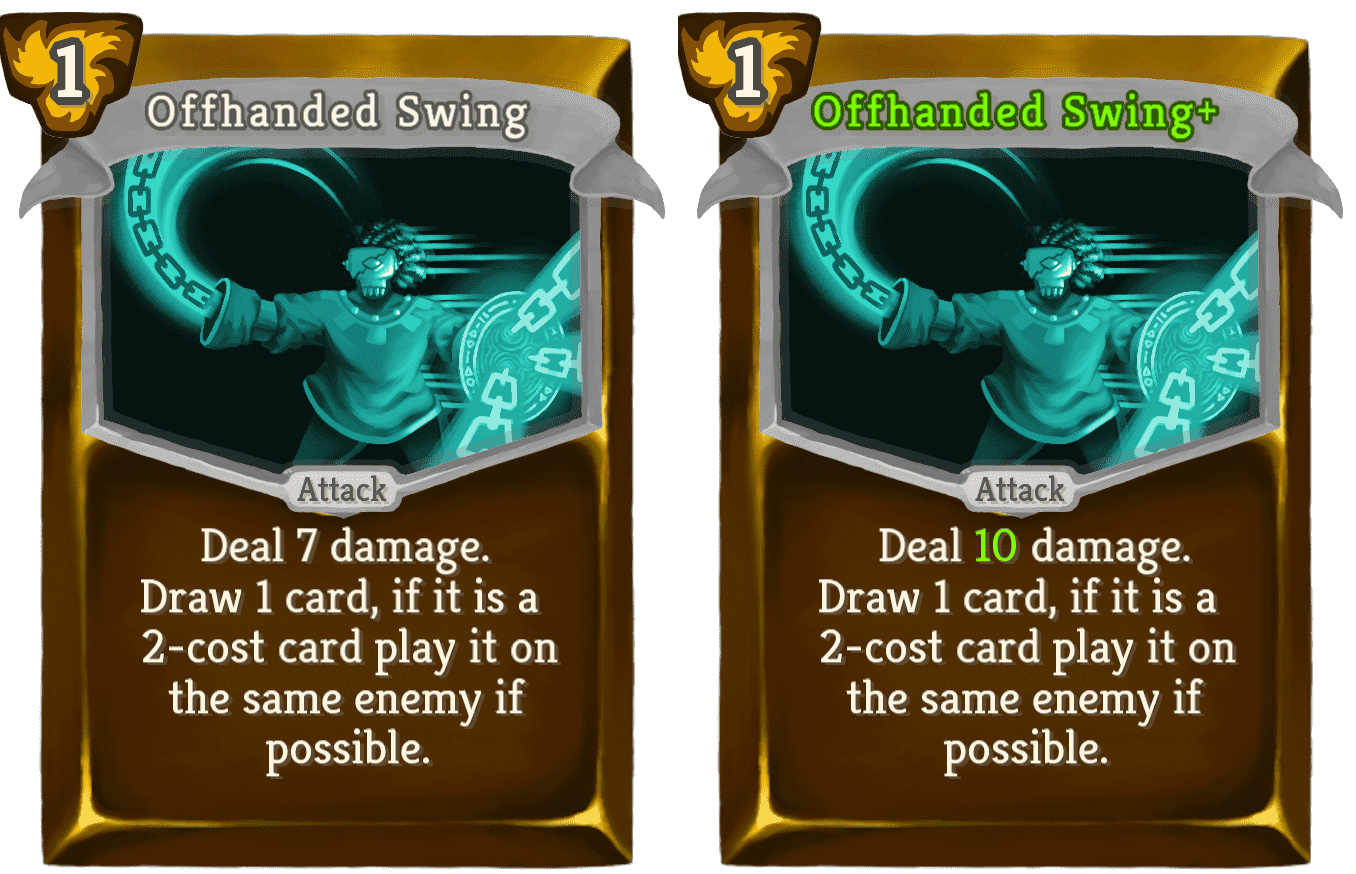 1
Offhanded Swing
Attack
Deal 7 damage.
Draw 1 card, if it is a
2-cost card play it on
the same enemy if
possible.
1
Offhanded Swing+
Attack
Deal 10 damage.
Draw 1 card, if it is a
2-cost card play it on
the same enemy if
possible.